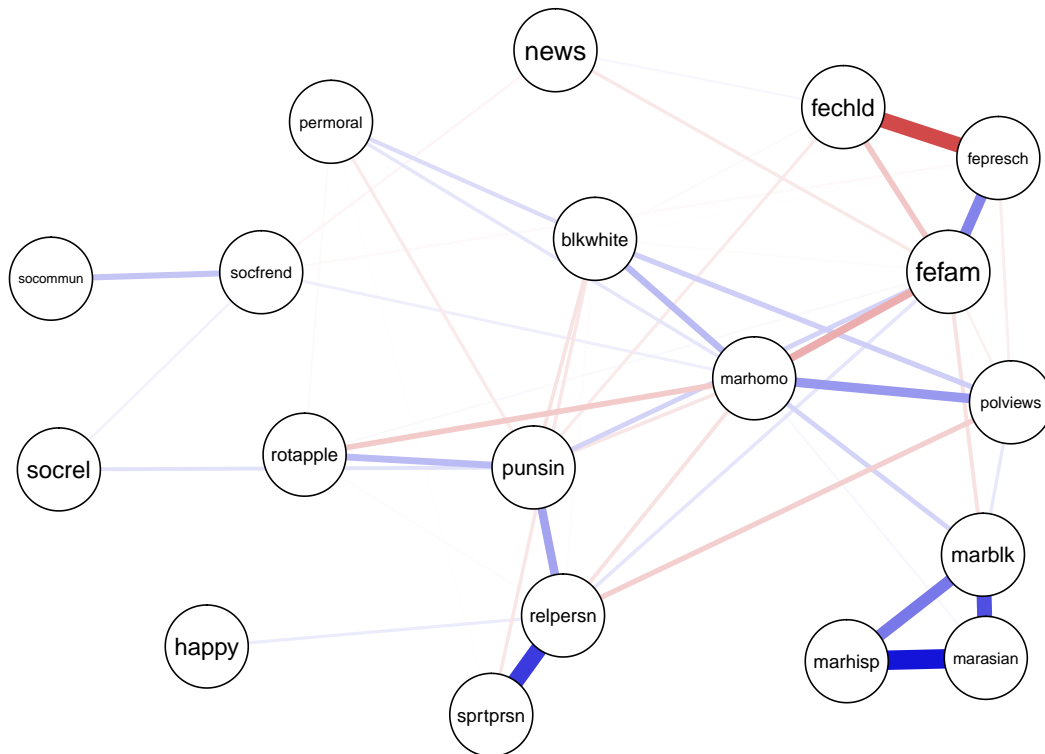 news
fechld
permoral
fepresch
blkwhite
socommun
socfrend
fefam
marhomo
polviews
socrel
rotapple
punsin
marblk
relpersn
happy
marhisp
marasian
sprtprsn